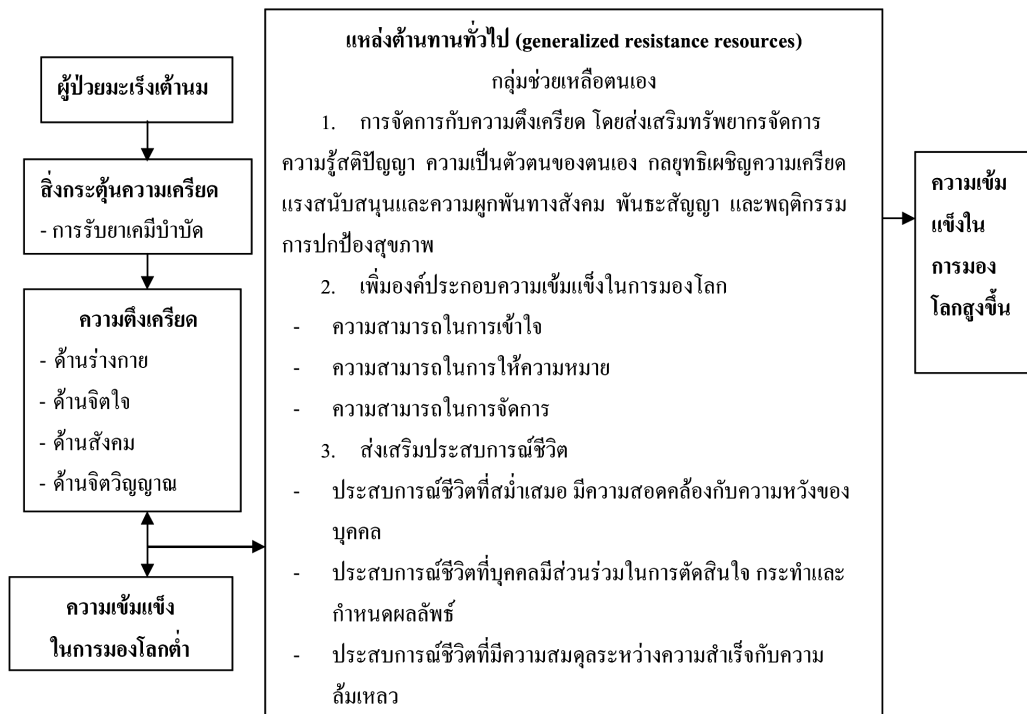 ผู้ป่วยมะเร็งเต้านม
สิ่งกระตุ้นความเครียด
- การรับยาเคมีบำบัด
ความตึงเครียด
- ด้านร่างกาย
- ด้านจิตใจ
- ด้านสังคม
- ด้านจิตวิญญาณ
ความเข้มแข็ง
ในการมองโลกต่ำ
แหล่งต้านทานทั่วไป (generalized resistance resources)
กลุ่มช่วยเหลือตนเอง
1. การจัดการกับความตึงเครียด โดยส่งเสริมทรัพยากรจัดการ
ความรู้สติปัญญา ความเป็นตัวตนของตนเอง กลยุทธิเผชิญความเครียด
แรงสนับสนุนและความผูกพันทางสังคม พันธะสัญญา และพฤติกรรม
การปกป้องสุขภาพ
2. เพิ่มองค์ประกอบความเข้มแข็งในการมองโลก
- ความสามารถในการเข้าใจ
- ความสามารถในการให้ความหมาย
- ความสามารถในการจัดการ
3. ส่งเสริมประสบการณ์ชีวิต
- ประสบการณ์ชีวิตที่สม่ำเสมอ มีความสอดคล้องกับความหวังของ
บุคคล
- ประสบการณ์ชีวิตที่บุคคลมีส่วนร่วมในการตัดสินใจ กระทำและ
กำหนดผลลัพธ์
- ประสบการณ์ชีวิตที่มีความสมดุลระหว่างความสำเร็จกับความ
ล้มเหลว
ความเข้ม
แข็งใน
การมอง
โลกสูงขึ้น